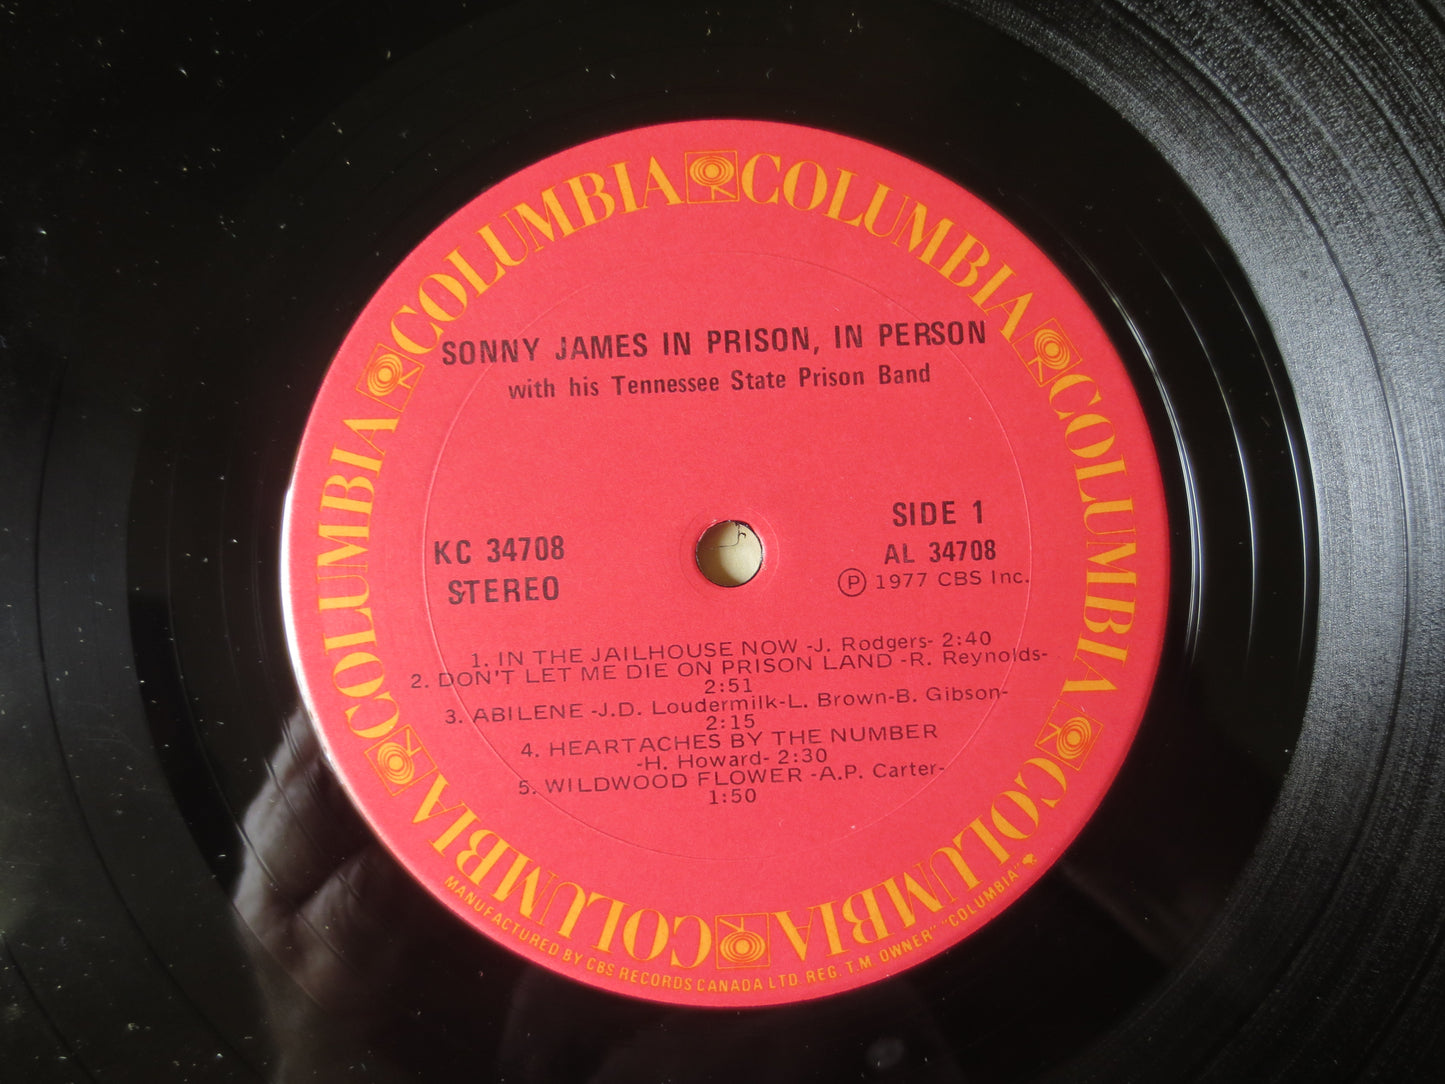 COLUMBIA COLUMBIA COLUMBIA COLUMBIA COLUMBIA COLUMBIA COLUMBIA COLUMBIA
SONNY JAMES IN PRISON, IN PERSON
with his Tennessee State Prison Band
KC 34708
STEREO
SIDE 1
AL 34708
Ⓟ 1977 CBS Inc.
1. IN THE JAILHOUSE NOW -J. Rodgers- 2:40
2. DON'T LET ME DIE ON PRISON LAND -R. Reynolds-
2:51
3. ABILENE -J.D. Loudermilk-L. Brown-B. Gibson-
2:15
4. HEARTACHES BY THE NUMBER
-H. Howard- 2:30
5. WILDWOOD FLOWER -A.P. Carter-
1:50
MANUFACTURED BY CBS RECORDS CANADA LTD. REG. T.M. OWNER" "COLUMBIA"